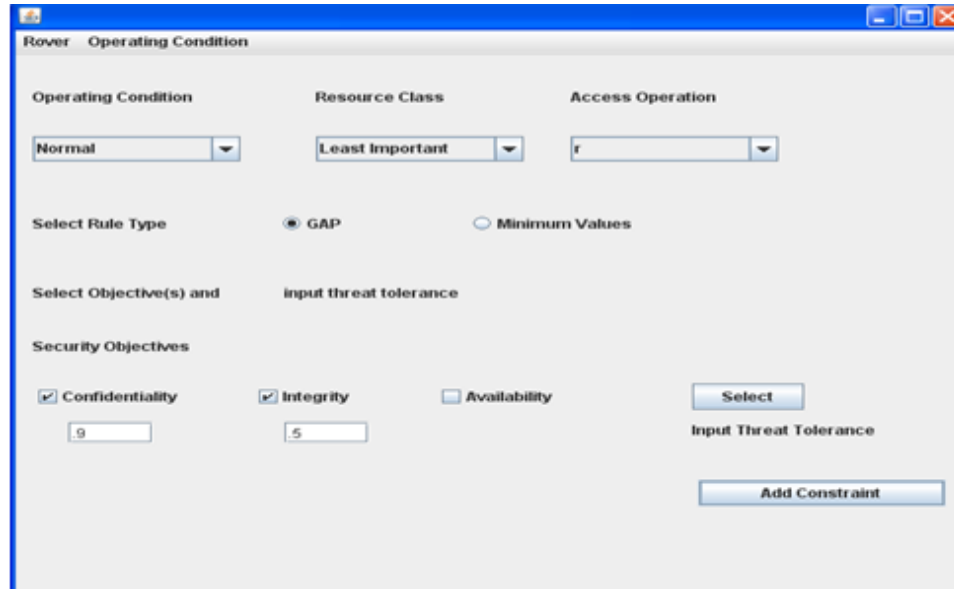 Rover Operating Condition
Operating Condition Resource Class Access Operation
Normal Least Important r
Select Rule Type GAP Minimum Values
Select Objective(s) and input threat tolerance
Security Objectives
Confidentiality Integrity Availability Select
.9 .5 Input Threat Tolerance
Add Constraint